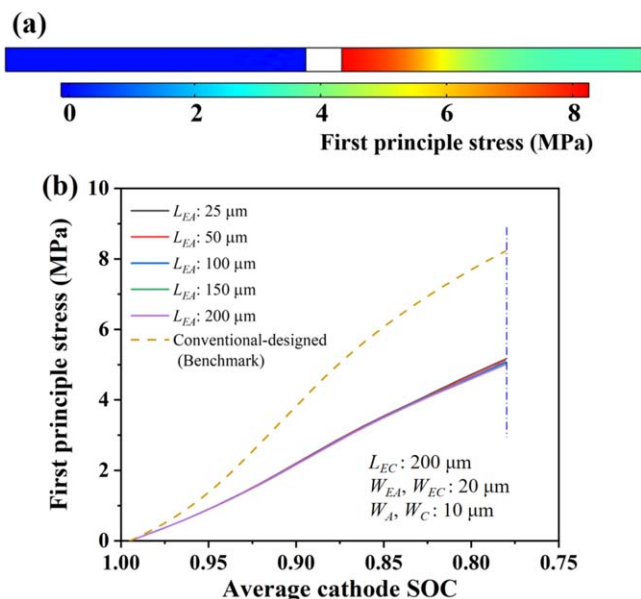 (a)
0 2 4 6 8
First principle stress (MPa)
(b)
10
8
6
4
2
0
First principle stress (MPa)
L_EA: 25 μm
L_EA: 50 μm
L_EA: 100 μm
L_EA: 150 μm
L_EA: 200 μm
Conventional-designed
(Benchmark)
L_EC: 200 μm
W_EA, W_EC: 20 μm
W_A, W_C: 10 μm
1.00 0.95 0.90 0.85 0.80 0.75
Average cathode SOC